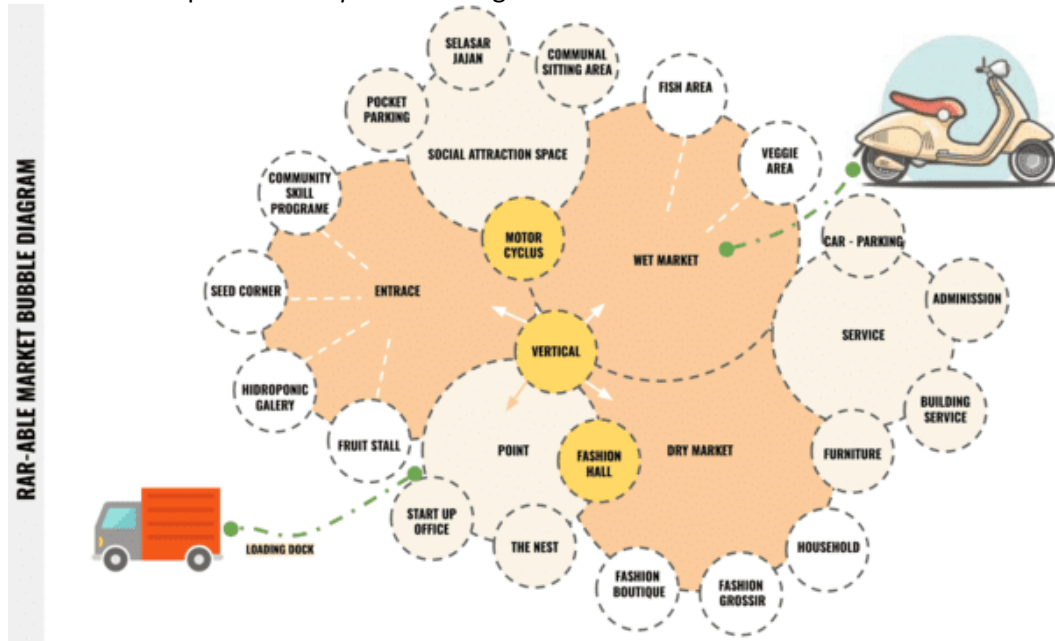 RAR-ABLE MARKET BUBBLE DIAGRAM
SELASAR
JAJAN
COMMUNAL
SITTING AREA
POCKET
PARKING
FISH AREA
SOCIAL ATTRACTION SPACE
VEGGIE
AREA
COMMUNITY
SKILL
PROGRAME
MOTOR
CYCLUS
CAR - PARKING
WET MARKET
SEED CORNER
ENTRACE
ADMINISSION
SERVICE
VERTICAL
HIDROPONIC
GALERY
BUILDING
SERVICE
FRUIT STALL
POINT
FASHION
HALL
DRY MARKET
FURNITURE
START UP
OFFICE
LOADING DOCK
THE NEST
HOUSEHOLD
FASHION
BOUTIQUE
FASHION
GROSSIR